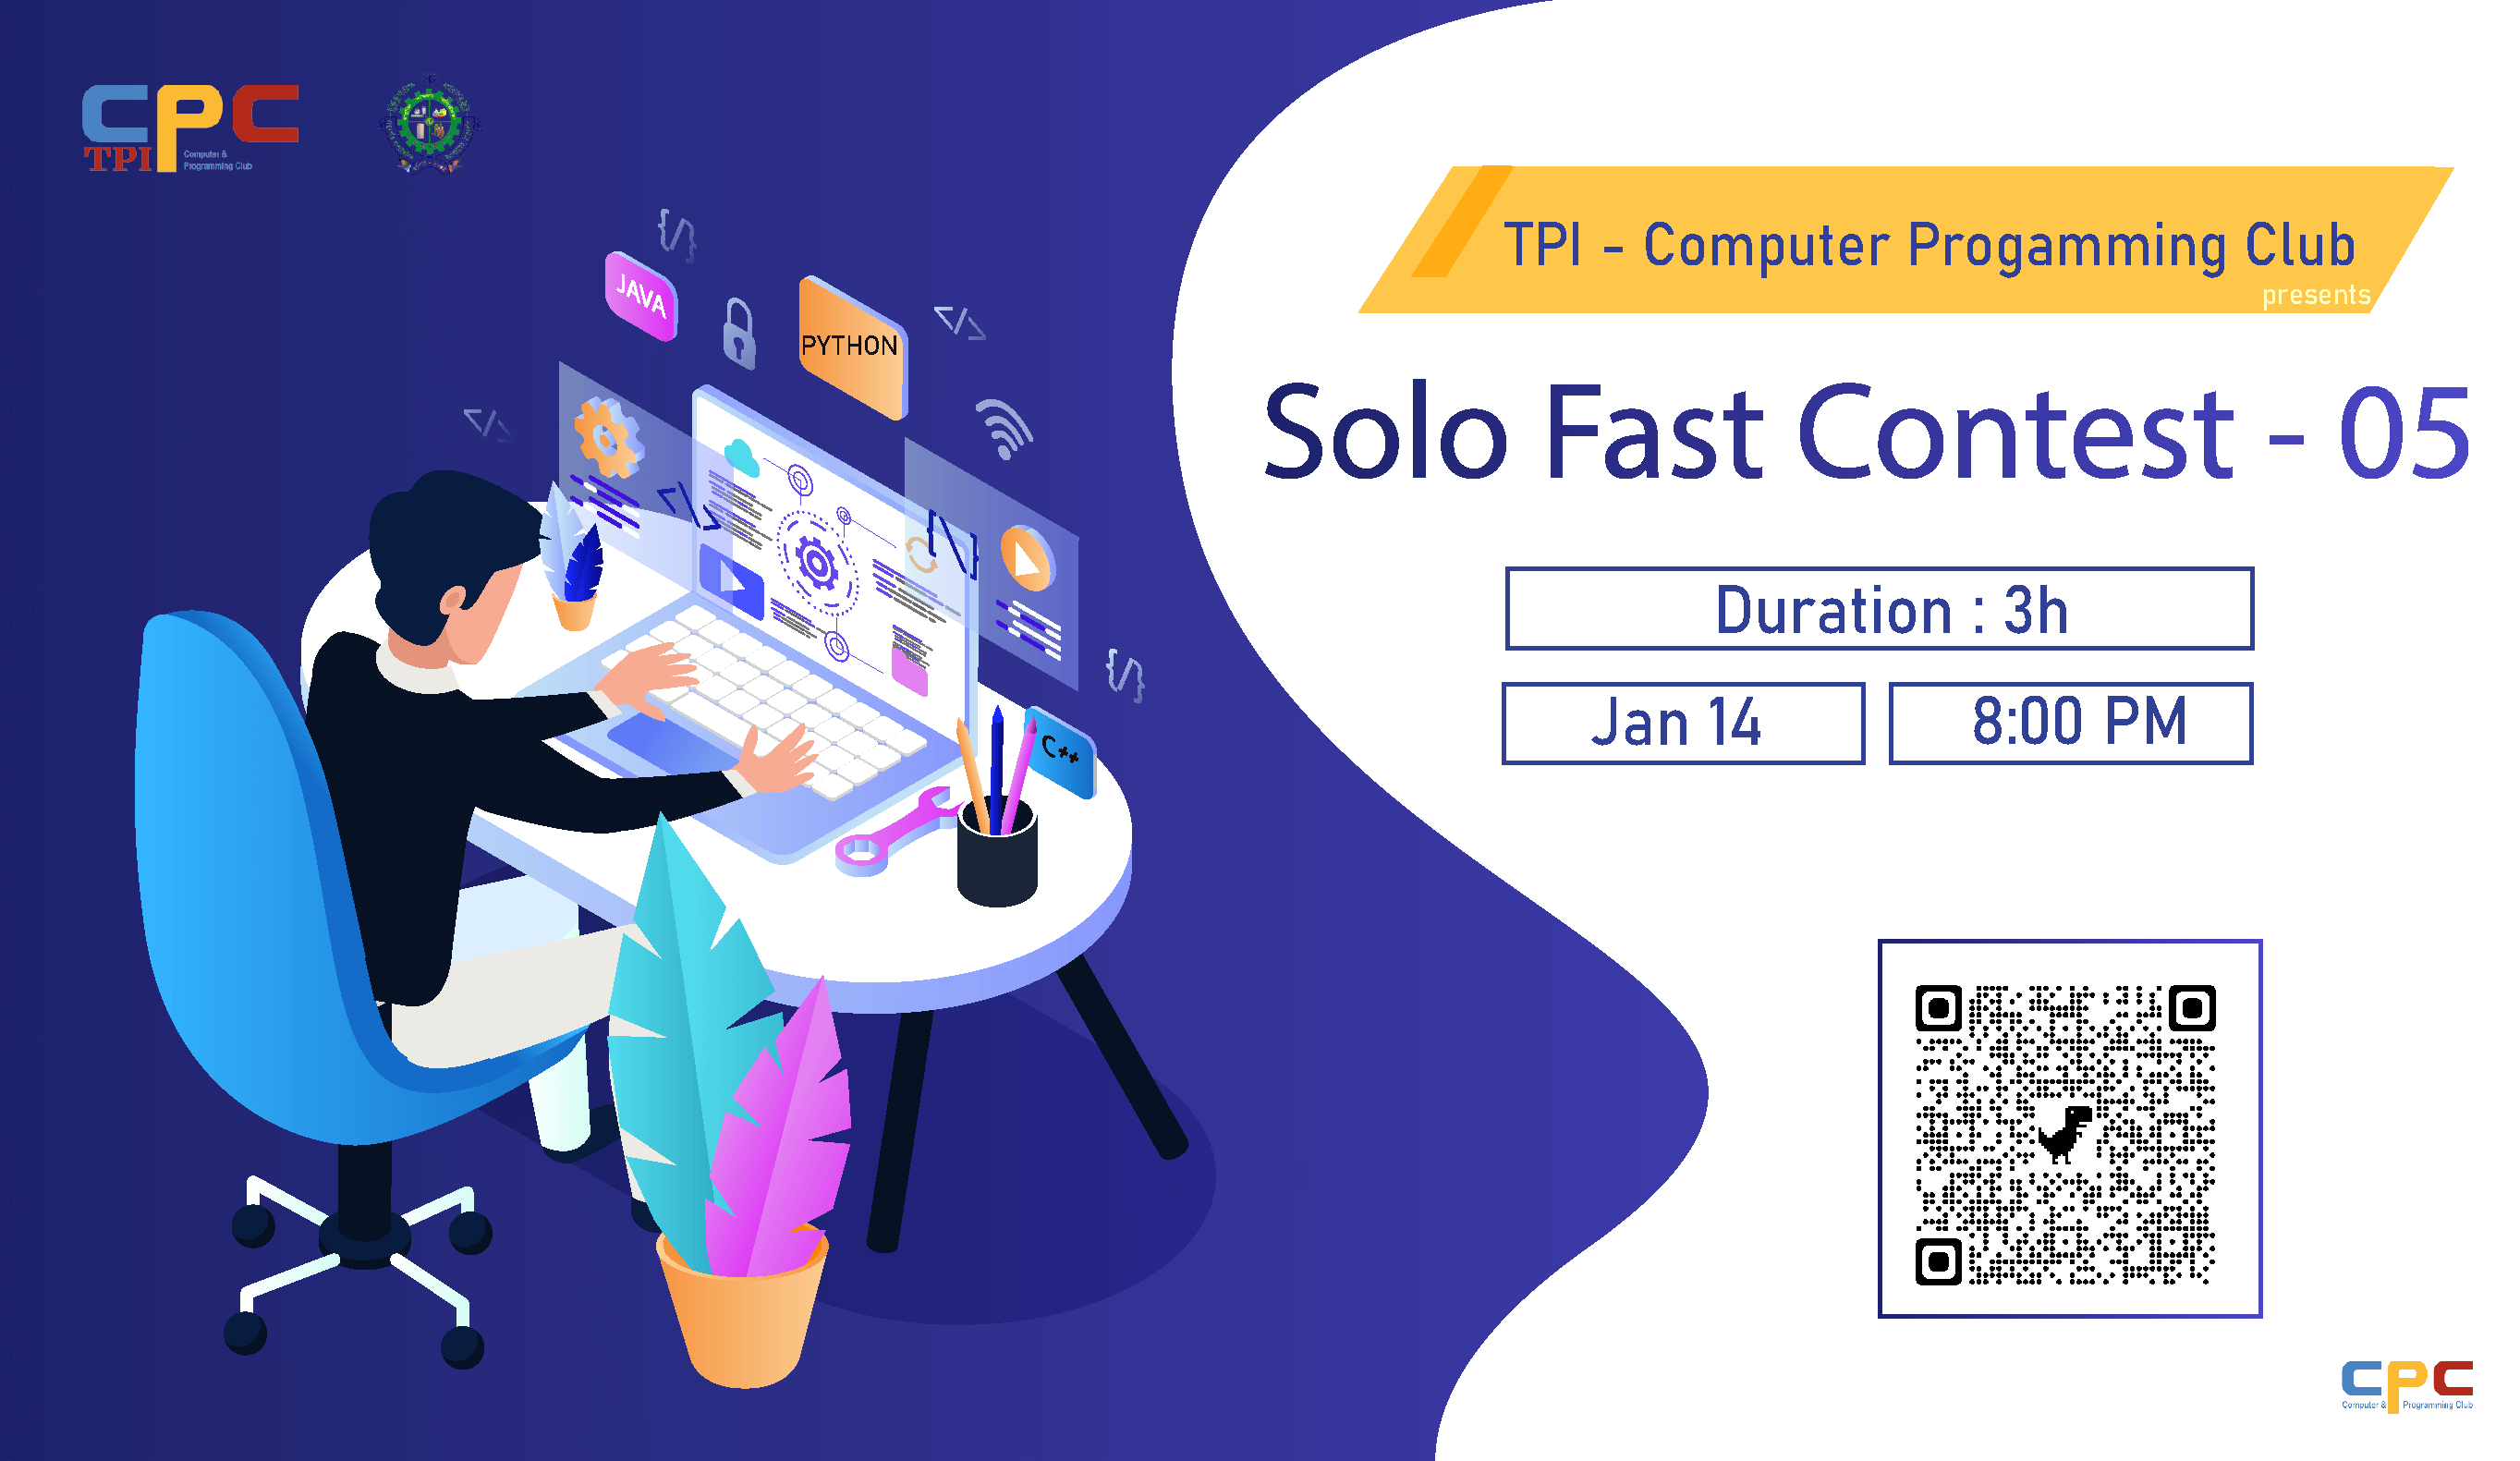 CPC
TPI
Computer &
Programming Club
TPI - Computer Progamming Club
presents
JAVA
PYTHON
Solo Fast Contest - 05
Duration : 3h
Jan 14
8:00 PM
C++
CPC
Computer & Programming Club